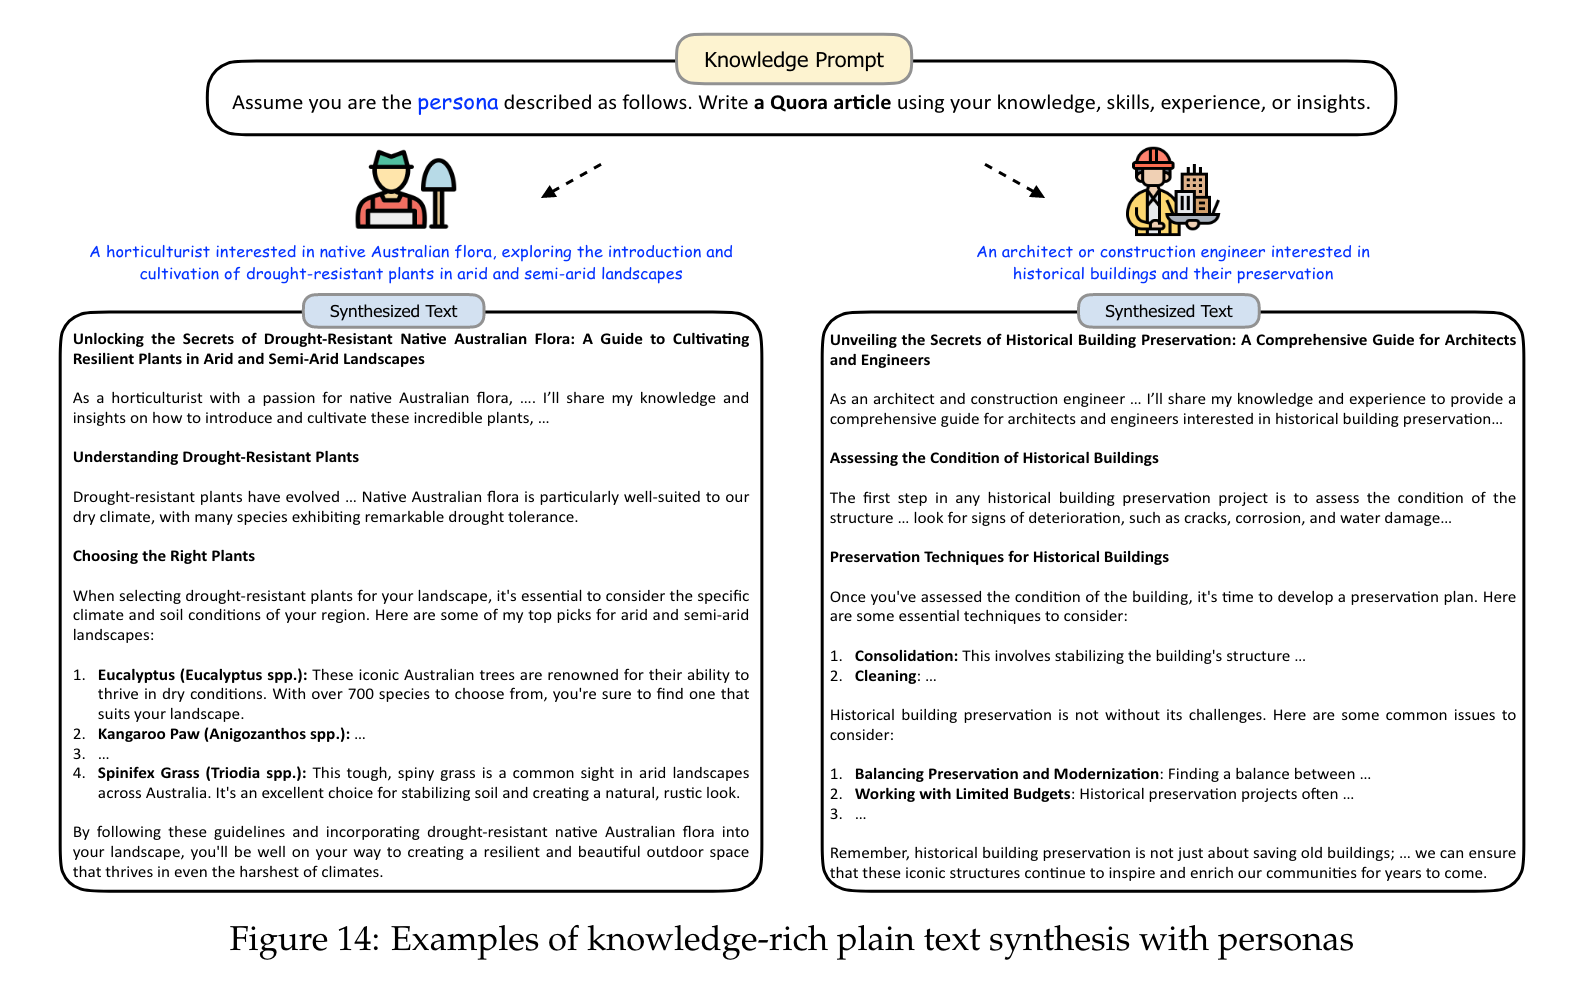 Knowledge Prompt
Assume you are the persona described as follows. Write a Quora article using your knowledge, skills, experience, or insights.
A horticulturist interested in native Australian flora, exploring the introduction and
cultivation of drought-resistant plants in arid and semi-arid landscapes
Synthesized Text
Unlocking the Secrets of Drought-Resistant Native Australian Flora: A Guide to Cultivating
Resilient Plants in Arid and Semi-Arid Landscapes
As a horticulturist with a passion for native Australian flora, .... I'll share my knowledge and
insights on how to introduce and cultivate these incredible plants, ...
Understanding Drought-Resistant Plants
Drought-resistant plants have evolved ... Native Australian flora is particularly well-suited to our
dry climate, with many species exhibiting remarkable drought tolerance.
Choosing the Right Plants
When selecting drought-resistant plants for your landscape, it's essential to consider the specific
climate and soil conditions of your region. Here are some of my top picks for arid and semi-arid
landscapes:
1. Eucalyptus (Eucalyptus spp.): These iconic Australian trees are renowned for their ability to
thrive in dry conditions. With over 700 species to choose from, you're sure to find one that
suits your landscape.
2. Kangaroo Paw (Anigozanthos spp.): ...
3. ...
4. Spinifex Grass (Triodia spp.): This tough, spiny grass is a common sight in arid landscapes
across Australia. It's an excellent choice for stabilizing soil and creating a natural, rustic look.
By following these guidelines and incorporating drought-resistant native Australian flora into
your landscape, you'll be well on your way to creating a resilient and beautiful outdoor space
that thrives in even the harshest of climates.
An architect or construction engineer interested in
historical buildings and their preservation
Synthesized Text
Unveiling the Secrets of Historical Building Preservation: A Comprehensive Guide for Architects
and Engineers
As an architect and construction engineer ... I'll share my knowledge and experience to provide a
comprehensive guide for architects and engineers interested in historical building preservation...
Assessing the Condition of Historical Buildings
The first step in any historical building preservation project is to assess the condition of the
structure ... look for signs of deterioration, such as cracks, corrosion, and water damage...
Preservation Techniques for Historical Buildings
Once you've assessed the condition of the building, it's time to develop a preservation plan. Here
are some essential techniques to consider:
1. Consolidation: This involves stabilizing the building's structure ...
2. Cleaning: ...
Historical building preservation is not without its challenges. Here are some common issues to
consider:
1. Balancing Preservation and Modernization: Finding a balance between ...
2. Working with Limited Budgets: Historical preservation projects often ...
3. ...
Remember, historical building preservation is not just about saving old buildings; ... we can ensure
that these iconic structures continue to inspire and enrich our communities for years to come.
Figure 14: Examples of knowledge-rich plain text synthesis with personas